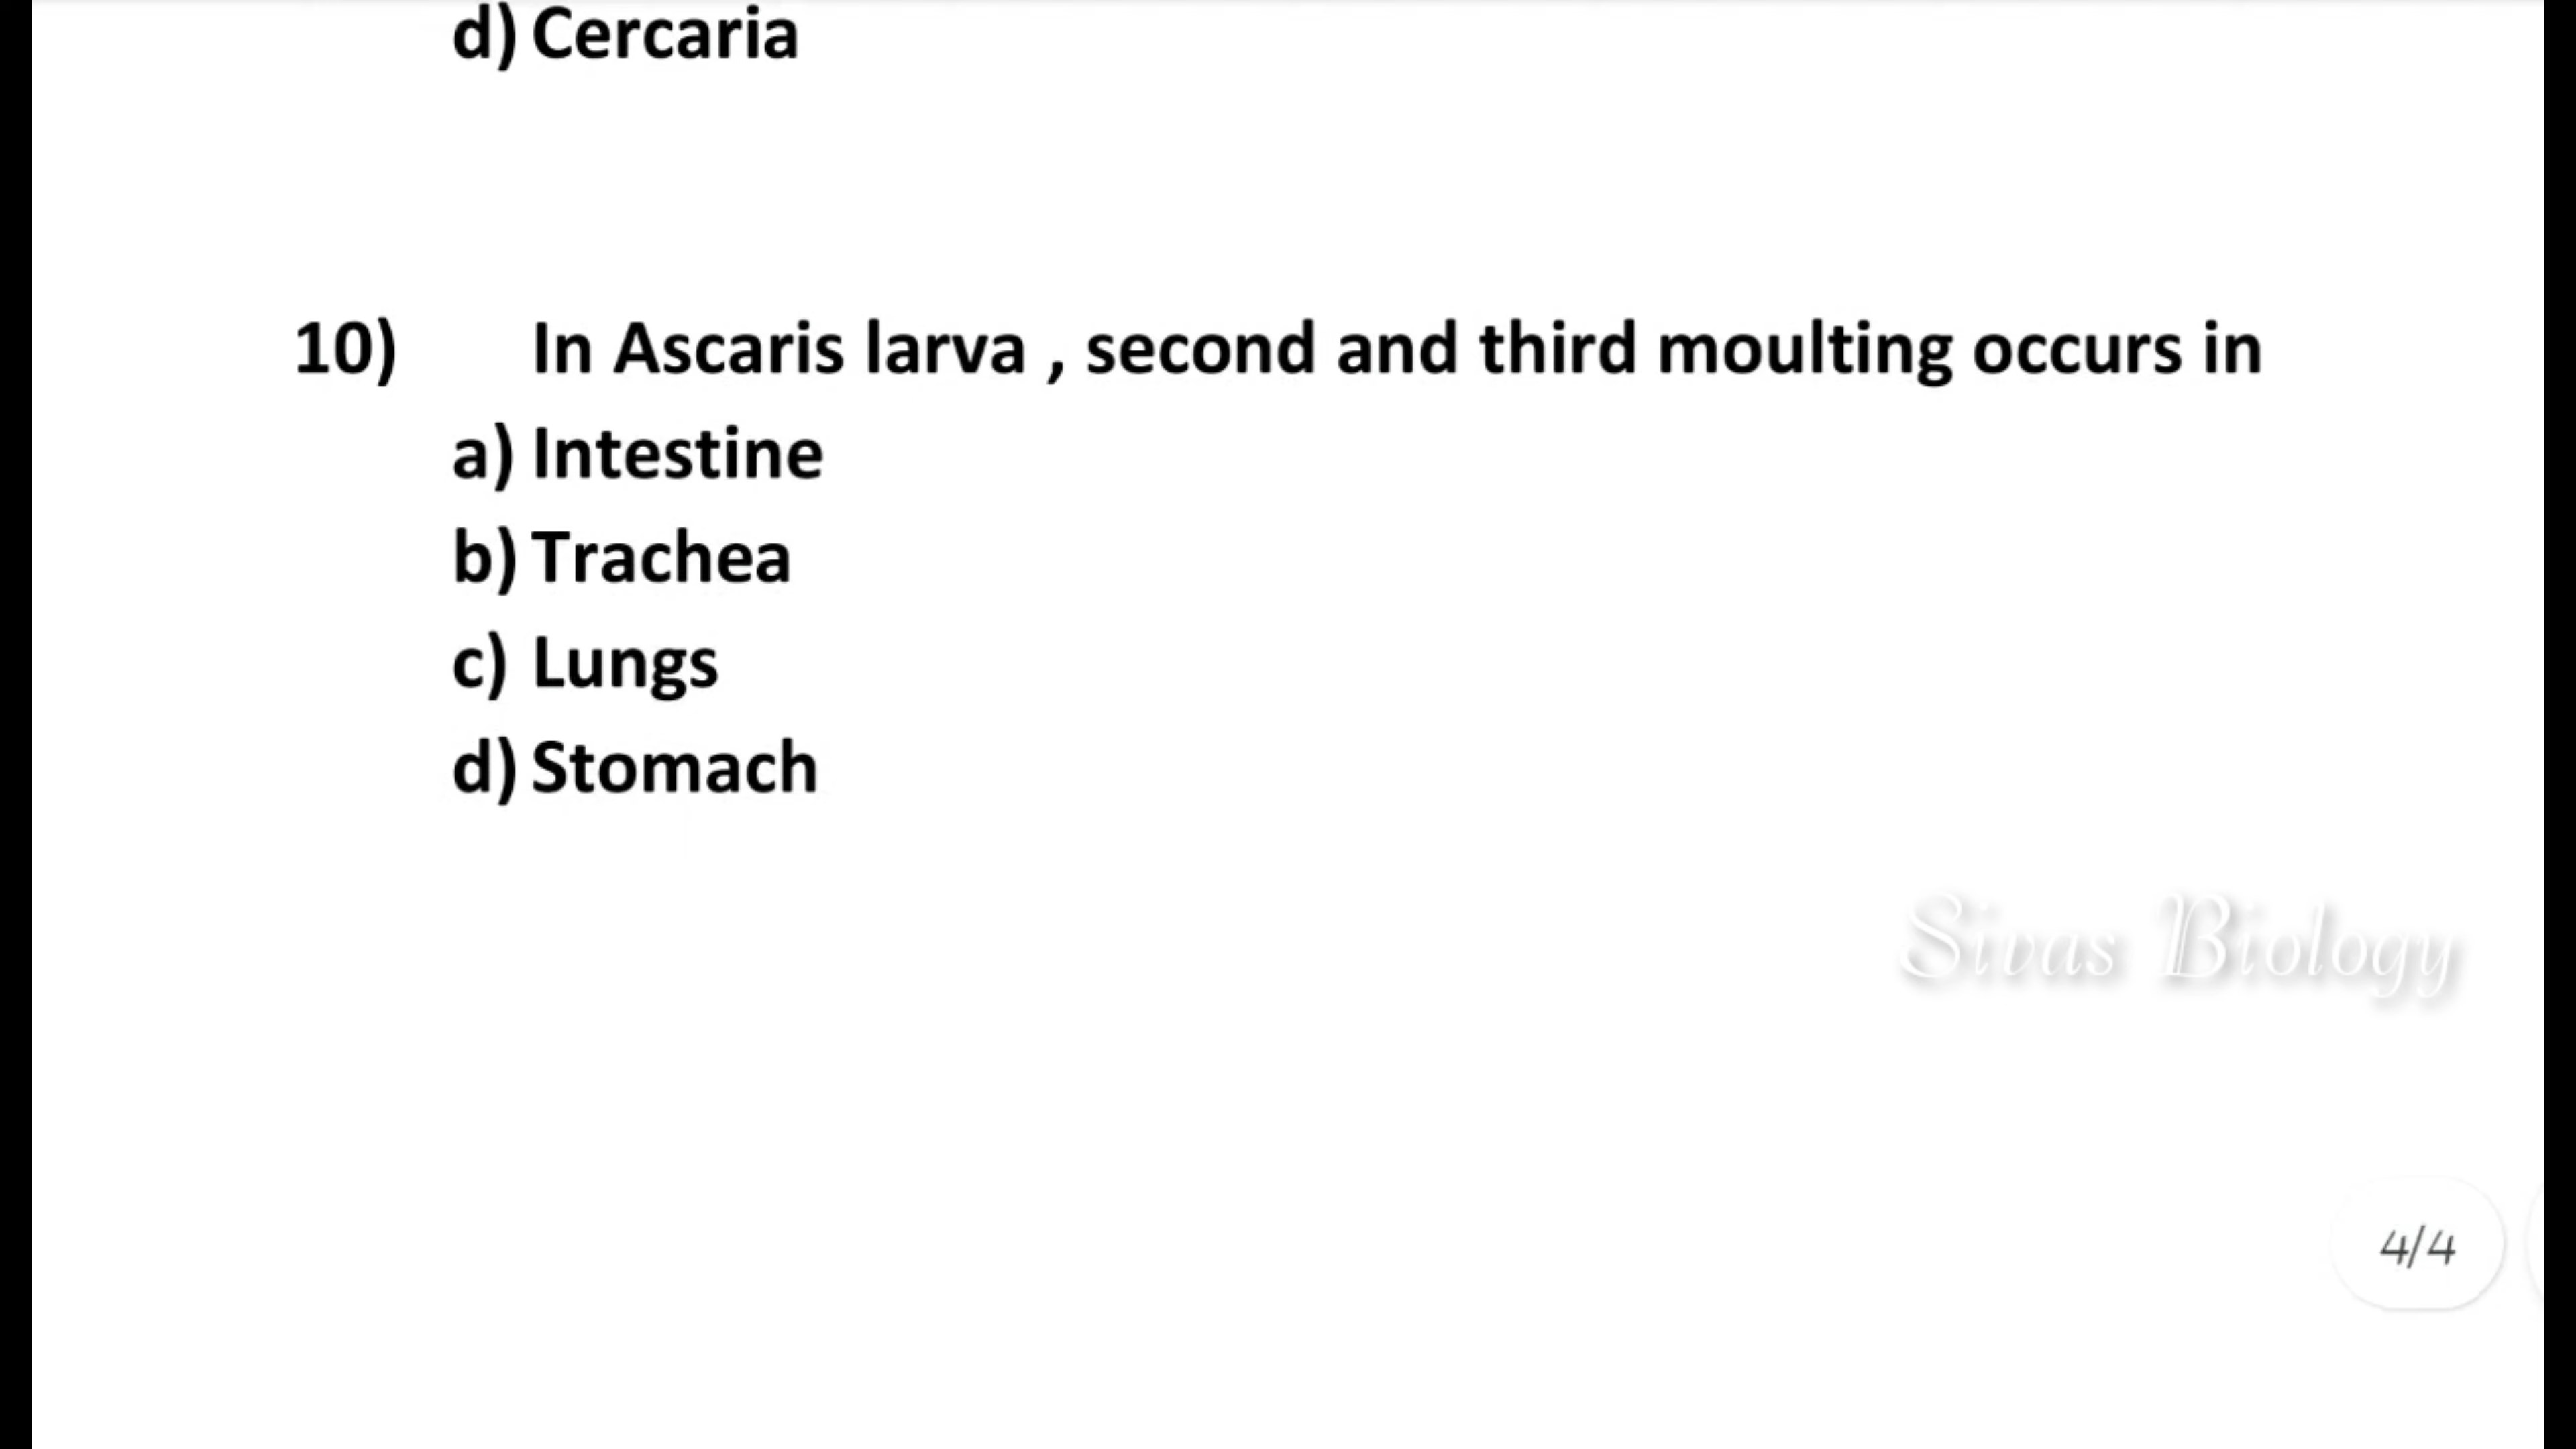 d) Cercaria
10) In Ascaris larva , second and third moulting occurs in
a) Intestine
b) Trachea
c) Lungs
d) Stomach
Sivas Biology
4/4